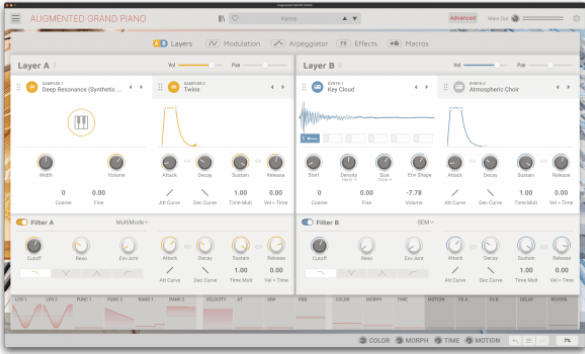 AUGMENTED GRAND PIANO
Kerins
Advanced
Main Out
A B Layers
Modulation
Arpeggiator
FX Effects
Macros
Layer A
Vol
Pan
Layer B
Vol
Pan
SAMPLER 1
Deep Resonance (Synthetic ...
SAMPLER 2
Twine
SYNTH 1
Key Cloud
SYNTH 2
Atmospheric Choir
Width Volume
Attack Decay Sustain Release
Start Density Size Env Shape
Attack Decay Sustain Release
0 0.00
Coarse Fine
1.00 0.00
Att Curve Dec Curve Time Mult Vel > Time
0 0.00 -7.78
Coarse Fine Volume
1.00 0.00
Att Curve Dec Curve Time Mult Vel > Time
Filter A
MultiMode
Filter B
SEM
Cutoff Reso Env Amt
Attack Decay Sustain Release
Cutoff Reso Env Amt
Attack Decay Sustain Release
1.00 0.00
Att Curve Dec Curve Time Mult Vel > Time
1.00 0.00
Att Curve Dec Curve Time Mult Vel > Time
LFO 1 LFO 2 FUNC 1 FUNC 2 RAND 1 RAND 2 VELOCITY AT MW KBD COLOR MORPH TIME MOTION FX A FX B DELAY REVERB
COLOR MORPH TIME MOTION
7%